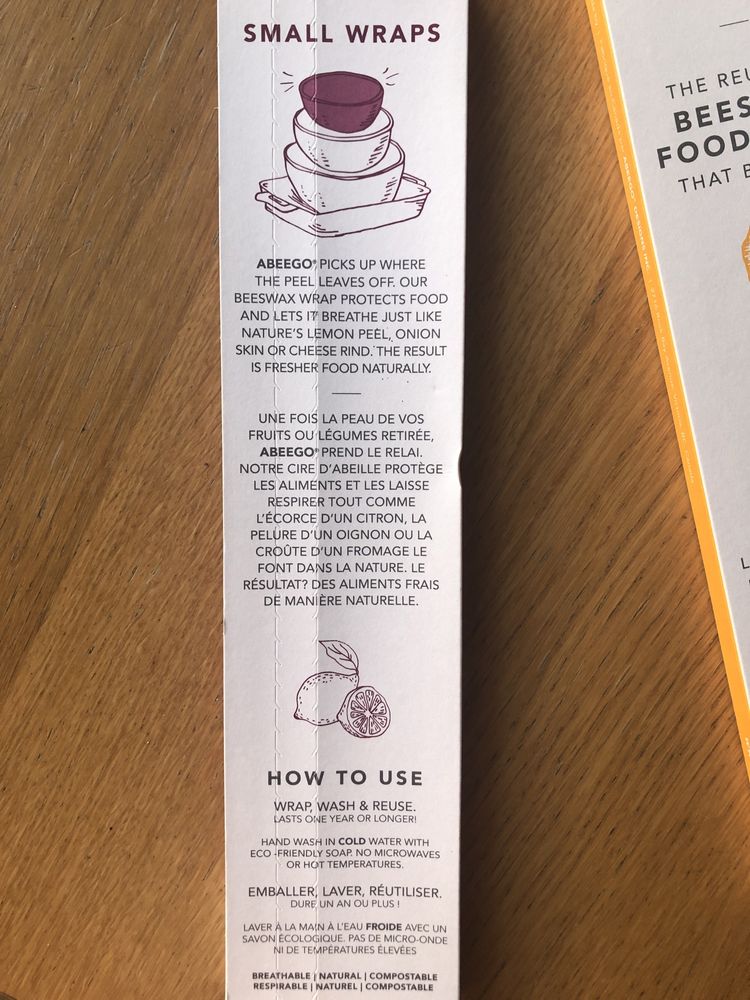 SMALL WRAPS
ABEEGO® PICKS UP WHERE
THE PEEL LEAVES OFF. OUR
BEESWAX WRAP PROTECTS FOOD
AND LETS IT BREATHE JUST LIKE
NATURE'S LEMON PEEL, ONION
SKIN OR CHEESE RIND. THE RESULT
IS FRESHER FOOD NATURALLY.
UNE FOIS LA PEAU DE VOS
FRUITS OU LÉGUMES RETIRÉE,
ABEEGO® PREND LE RELAI.
NOTRE CIRE D'ABEILLE PROTÈGE
LES ALIMENTS ET LES LAISSE
RESPIRER TOUT COMME
L'ÉCORCE D'UN CITRON, LA
PELURE D'UN OIGNON OU LA
CROÛTE D'UN FROMAGE LE
FONT DANS LA NATURE. LE
RÉSULTAT? DES ALIMENTS FRAIS
DE MANIÈRE NATURELLE.
HOW TO USE
WRAP, WASH & REUSE.
LASTS ONE YEAR OR LONGER!
HAND WASH IN COLD WATER WITH
ECO -FRIENDLY SOAP. NO MICROWAVES
OR HOT TEMPERATURES.
EMBALLER, LAVER, RÉUTILISER.
DURE UN AN OU PLUS !
LAVER À LA MAIN À L'EAU FROIDE AVEC UN
SAVON ÉCOLOGIQUE. PAS DE MICRO-ONDE
NI DE TEMPÉRATURES ÉLEVÉES
BREATHABLE | NATURAL | COMPOSTABLE
RESPIRABLE | NATUREL | COMPOSTABLE
THE REU
BEES
FOOD
THAT B
L
ABEEGO® DESIGNS INC.